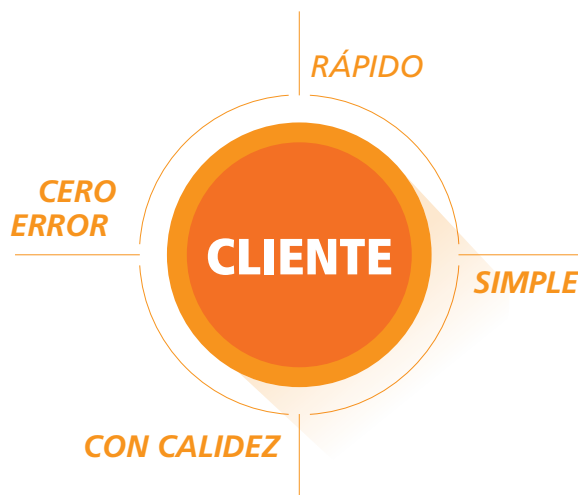 RÁPIDO
CERO
ERROR
CLIENTE
SIMPLE
CON CALIDEZ